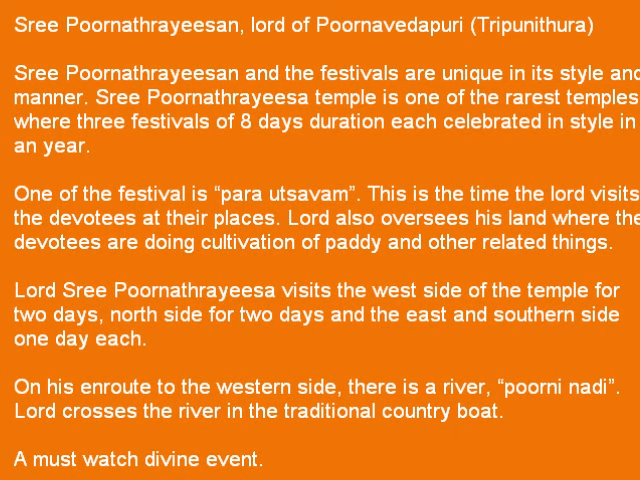 Sree Poornathrayeesan, lord of Poornavedapuri (Tripunithura)
Sree Poornathrayeesan and the festivals are unique in its style and
manner. Sree Poornathrayeesa temple is one of the rarest temples
where three festivals of 8 days duration each celebrated in style in
an year.
One of the festival is “para utsavam”. This is the time the lord visits
the devotees at their places. Lord also oversees his land where the
devotees are doing cultivation of paddy and other related things.
Lord Sree Poornathrayeesa visits the west side of the temple for
two days, north side for two days and the east and southern side
one day each.
On his enroute to the western side, there is a river, “poorni nadi”.
Lord crosses the river in the traditional country boat.
A must watch divine event.